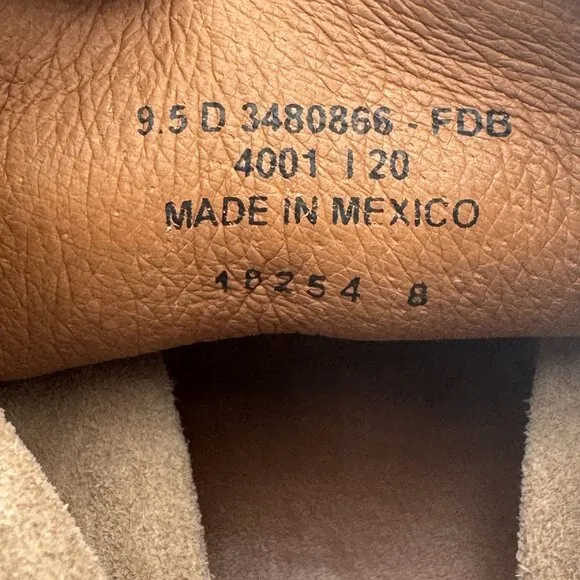 9.5 D 3480866 - FDB
4001 I 20
MADE IN MEXICO
18254 8